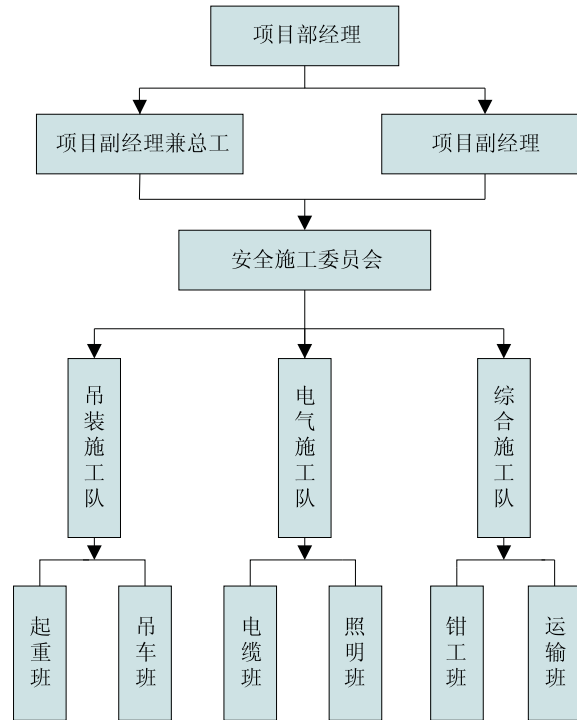 项目部经理
项目副经理兼总工
项目副经理
安全施工委员会
吊装施工队
电气施工队
综合施工队
起重班
吊车班
电缆班
照明班
钳工班
运输班